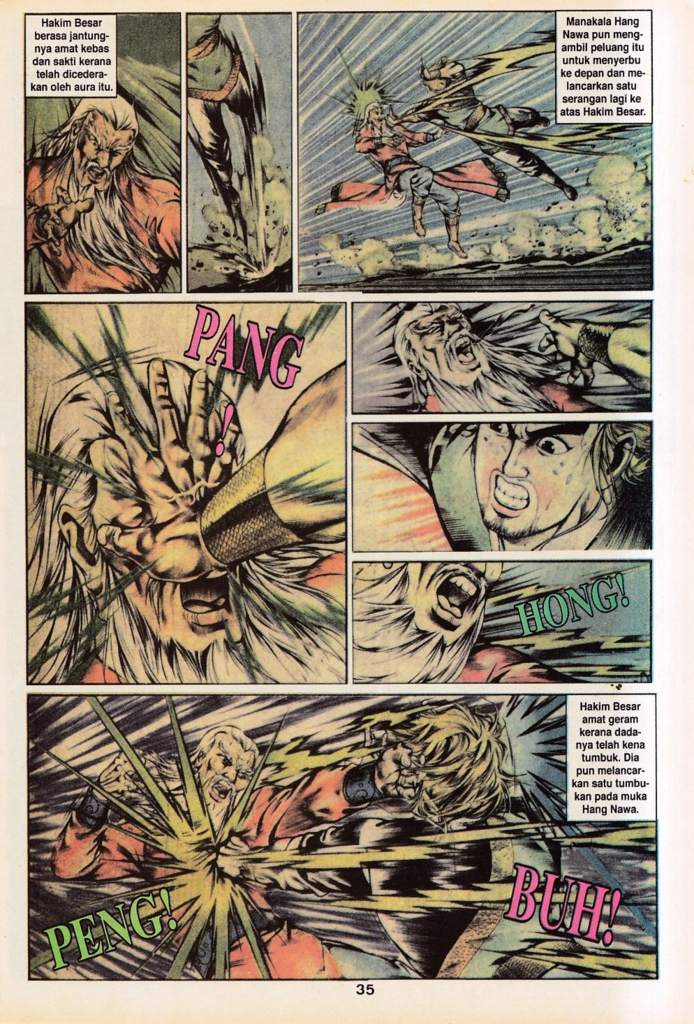 Hakim Besar
berasa jantung-
nya amat kebas
dan sakti kerana
telah dicedera-
kan oleh aura itu.
Manakala Hang
Nawa pun meng-
ambil peluang itu
untuk menyerbu
ke depan dan me-
lancarkan satu
serangan lagi ke
atas Hakim Besar.
PANG
!
HONG!
Hakim Besar
amat geram
kerana dada-
nya telah kena
tumbuk. Dia
pun melancar-
kan satu tumbu-
kan pada muka
Hang Nawa.
PENG!
BUH!
35